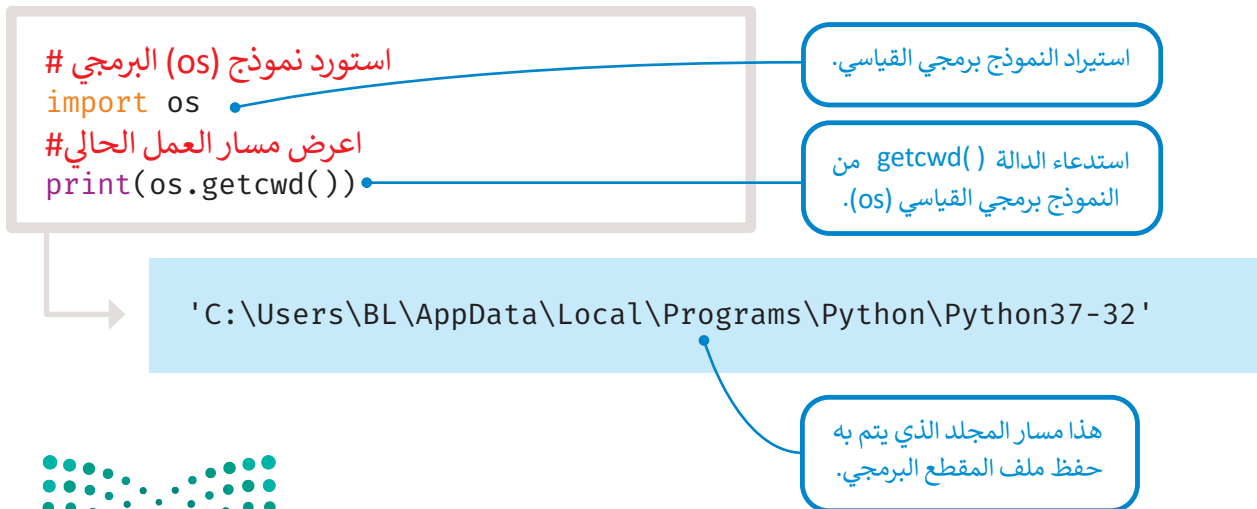 # استورد نموذج (os) البرمجي
import os
#اعرض مسار العمل الحالي
print(os.getcwd())
استيراد النموذج برمجي القياسي.
استدعاء الدالة getcwd( ) من
النموذج برمجي القياسي (os).
'C:\Users\BL\AppData\Local\Programs\Python\Python37-32'
هذا مسار المجلد الذي يتم به
حفظ ملف المقطع البرمجي.